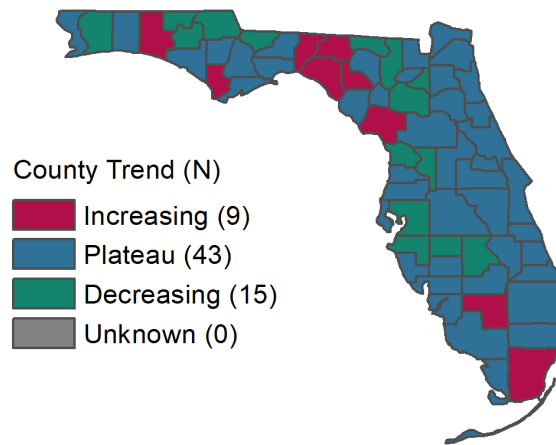 County Trend (N)
Increasing (9)
Plateau (43)
Decreasing (15)
Unknown (0)